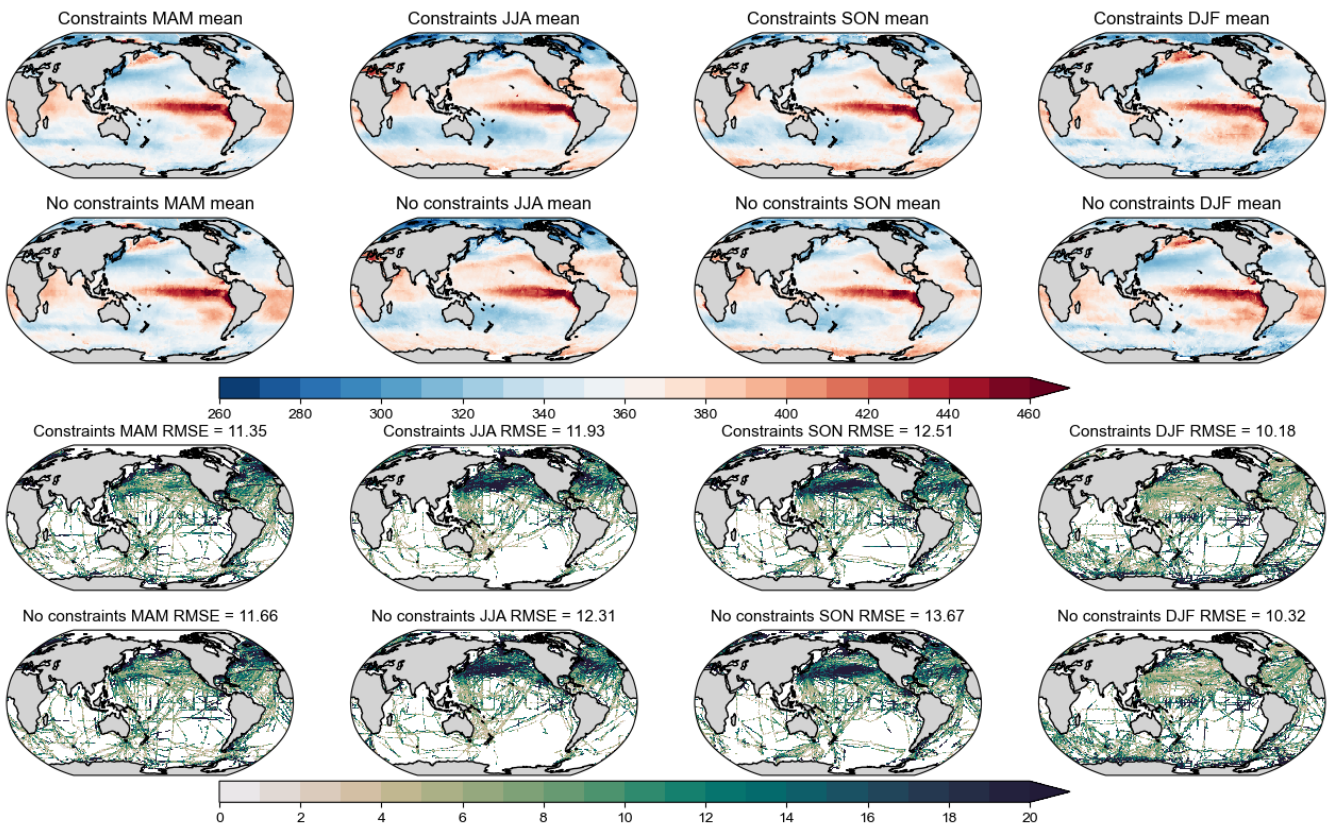 Constraints MAM mean
Constraints JJA mean
Constraints SON mean
Constraints DJF mean
No constraints MAM mean
No constraints JJA mean
No constraints SON mean
No constraints DJF mean
260 280 300 320 340 360 380 400 420 440 460
Constraints MAM RMSE = 11.35
Constraints JJA RMSE = 11.93
Constraints SON RMSE = 12.51
Constraints DJF RMSE = 10.18
No constraints MAM RMSE = 11.66
No constraints JJA RMSE = 12.31
No constraints SON RMSE = 13.67
No constraints DJF RMSE = 10.32
0 2 4 6 8 10 12 14 16 18 20